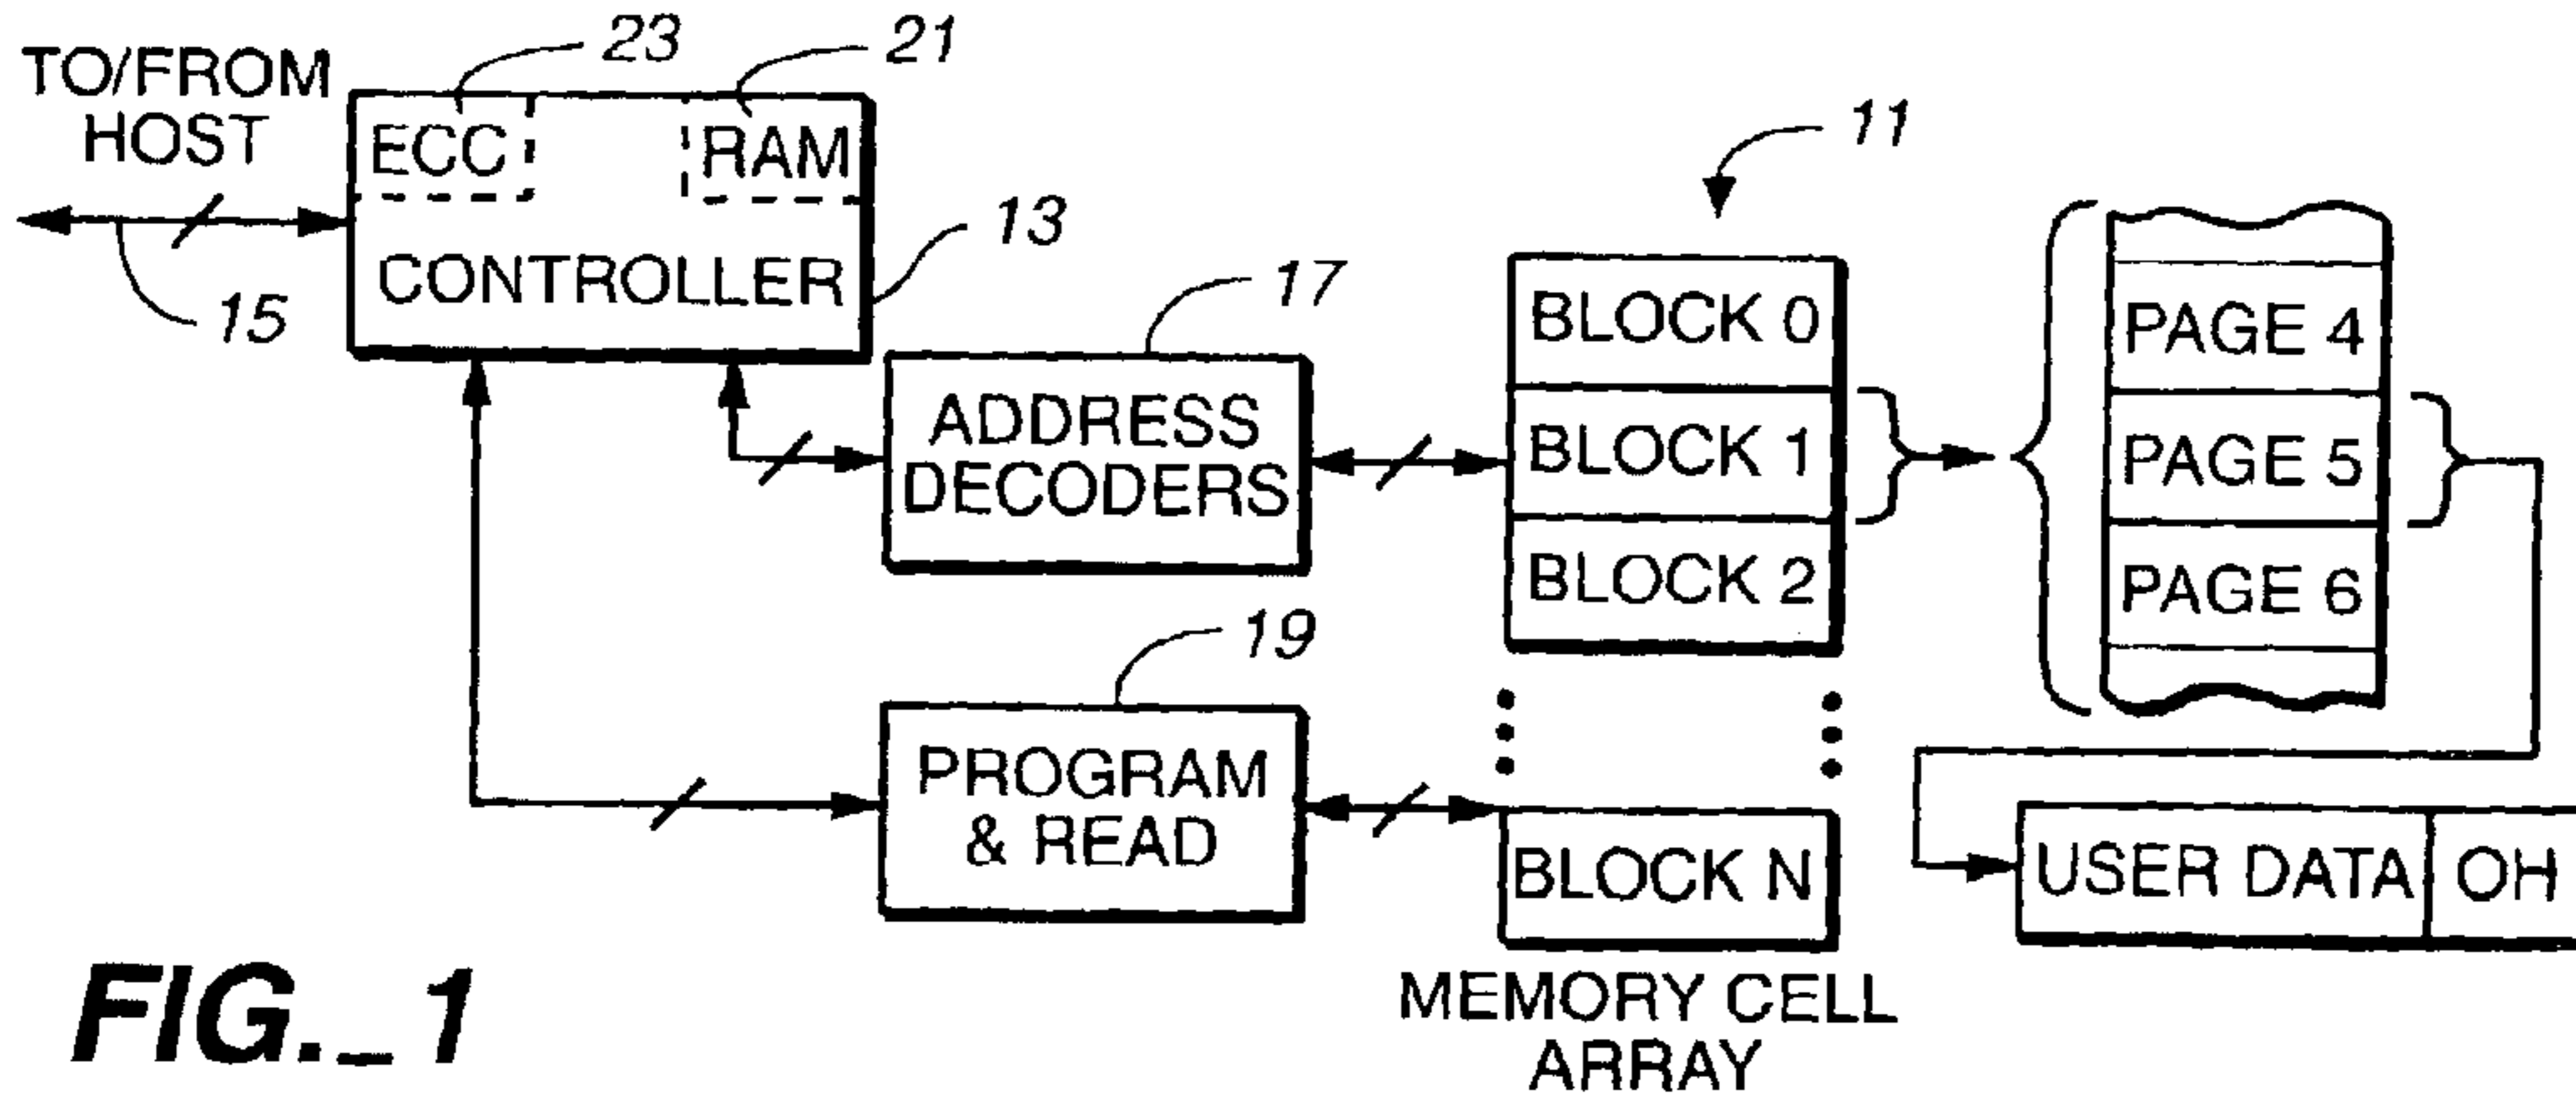 TO/FROM
HOST
23
21
ECC
RAM
CONTROLLER
13
15
17
ADDRESS
DECODERS
19
PROGRAM
& READ
11
BLOCK 0
BLOCK 1
BLOCK 2
BLOCK N
MEMORY CELL
ARRAY
PAGE 4
PAGE 5
PAGE 6
USER DATA
OH
FIG._1